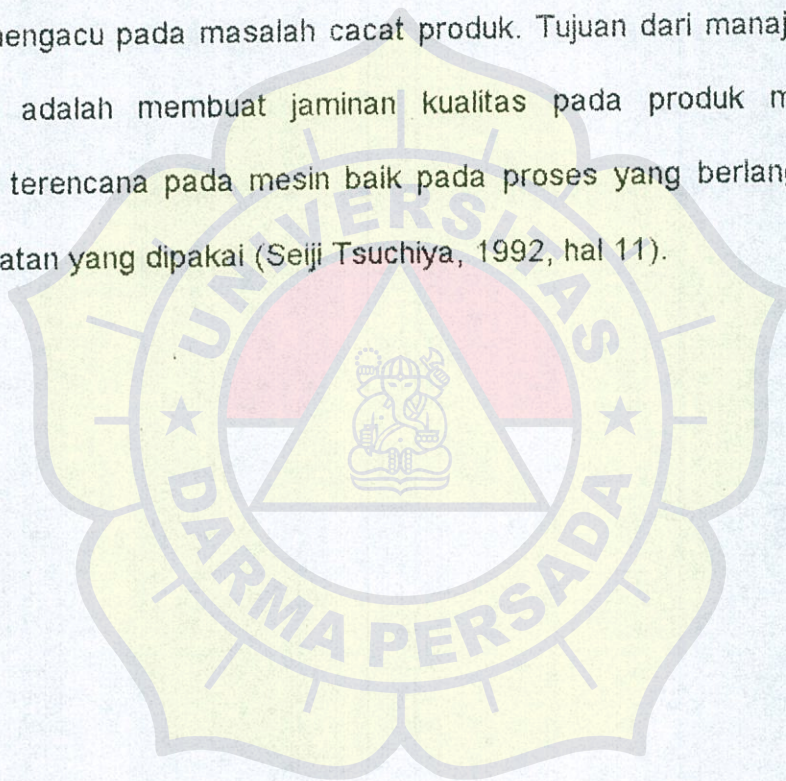 mengacu pada masalah cacat produk. Tujuan dari manaj
adalah membuat jaminan kualitas pada produk m
terencana pada mesin baik pada proses yang berlang
atan yang dipakai (Seiji Tsuchiya, 1992, hal 11).
UNIVERSITAS
DARMA PERSADA